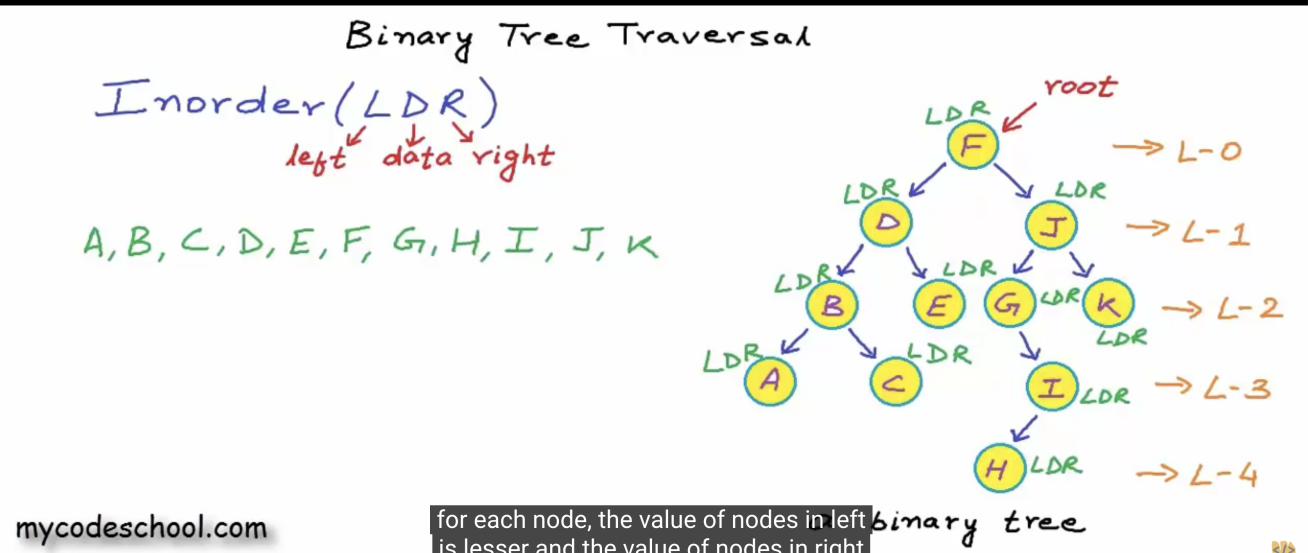 Binary Tree Traversal
Inorder (LDR)
left data right
A, B, C, D, E, F, G, H, I, J, K
root
LDR
F
→ L-0
LDR
LDR
D
J
→ L-1
LDR
LDR
B
E
G
LDR
K
→ L-2
LDR
LDR
LDR
A
C
I
LDR
→ L-3
H
LDR
→ L-4
binary tree
mycodeschool.com
for each node, the value of nodes in left
is lesser and the value of nodes in right